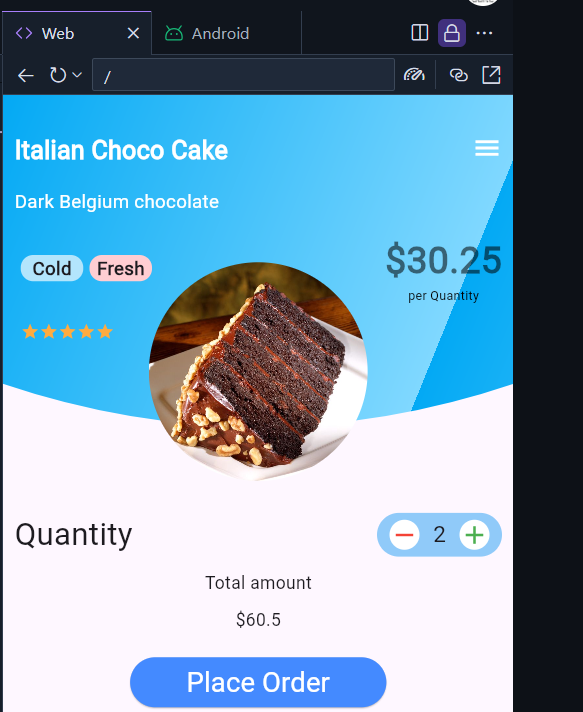 Web
Android
/
Italian Choco Cake
Dark Belgium chocolate
Cold Fresh
$30.25
per Quantity
Quantity
2
Total amount
$60.5
Place Order